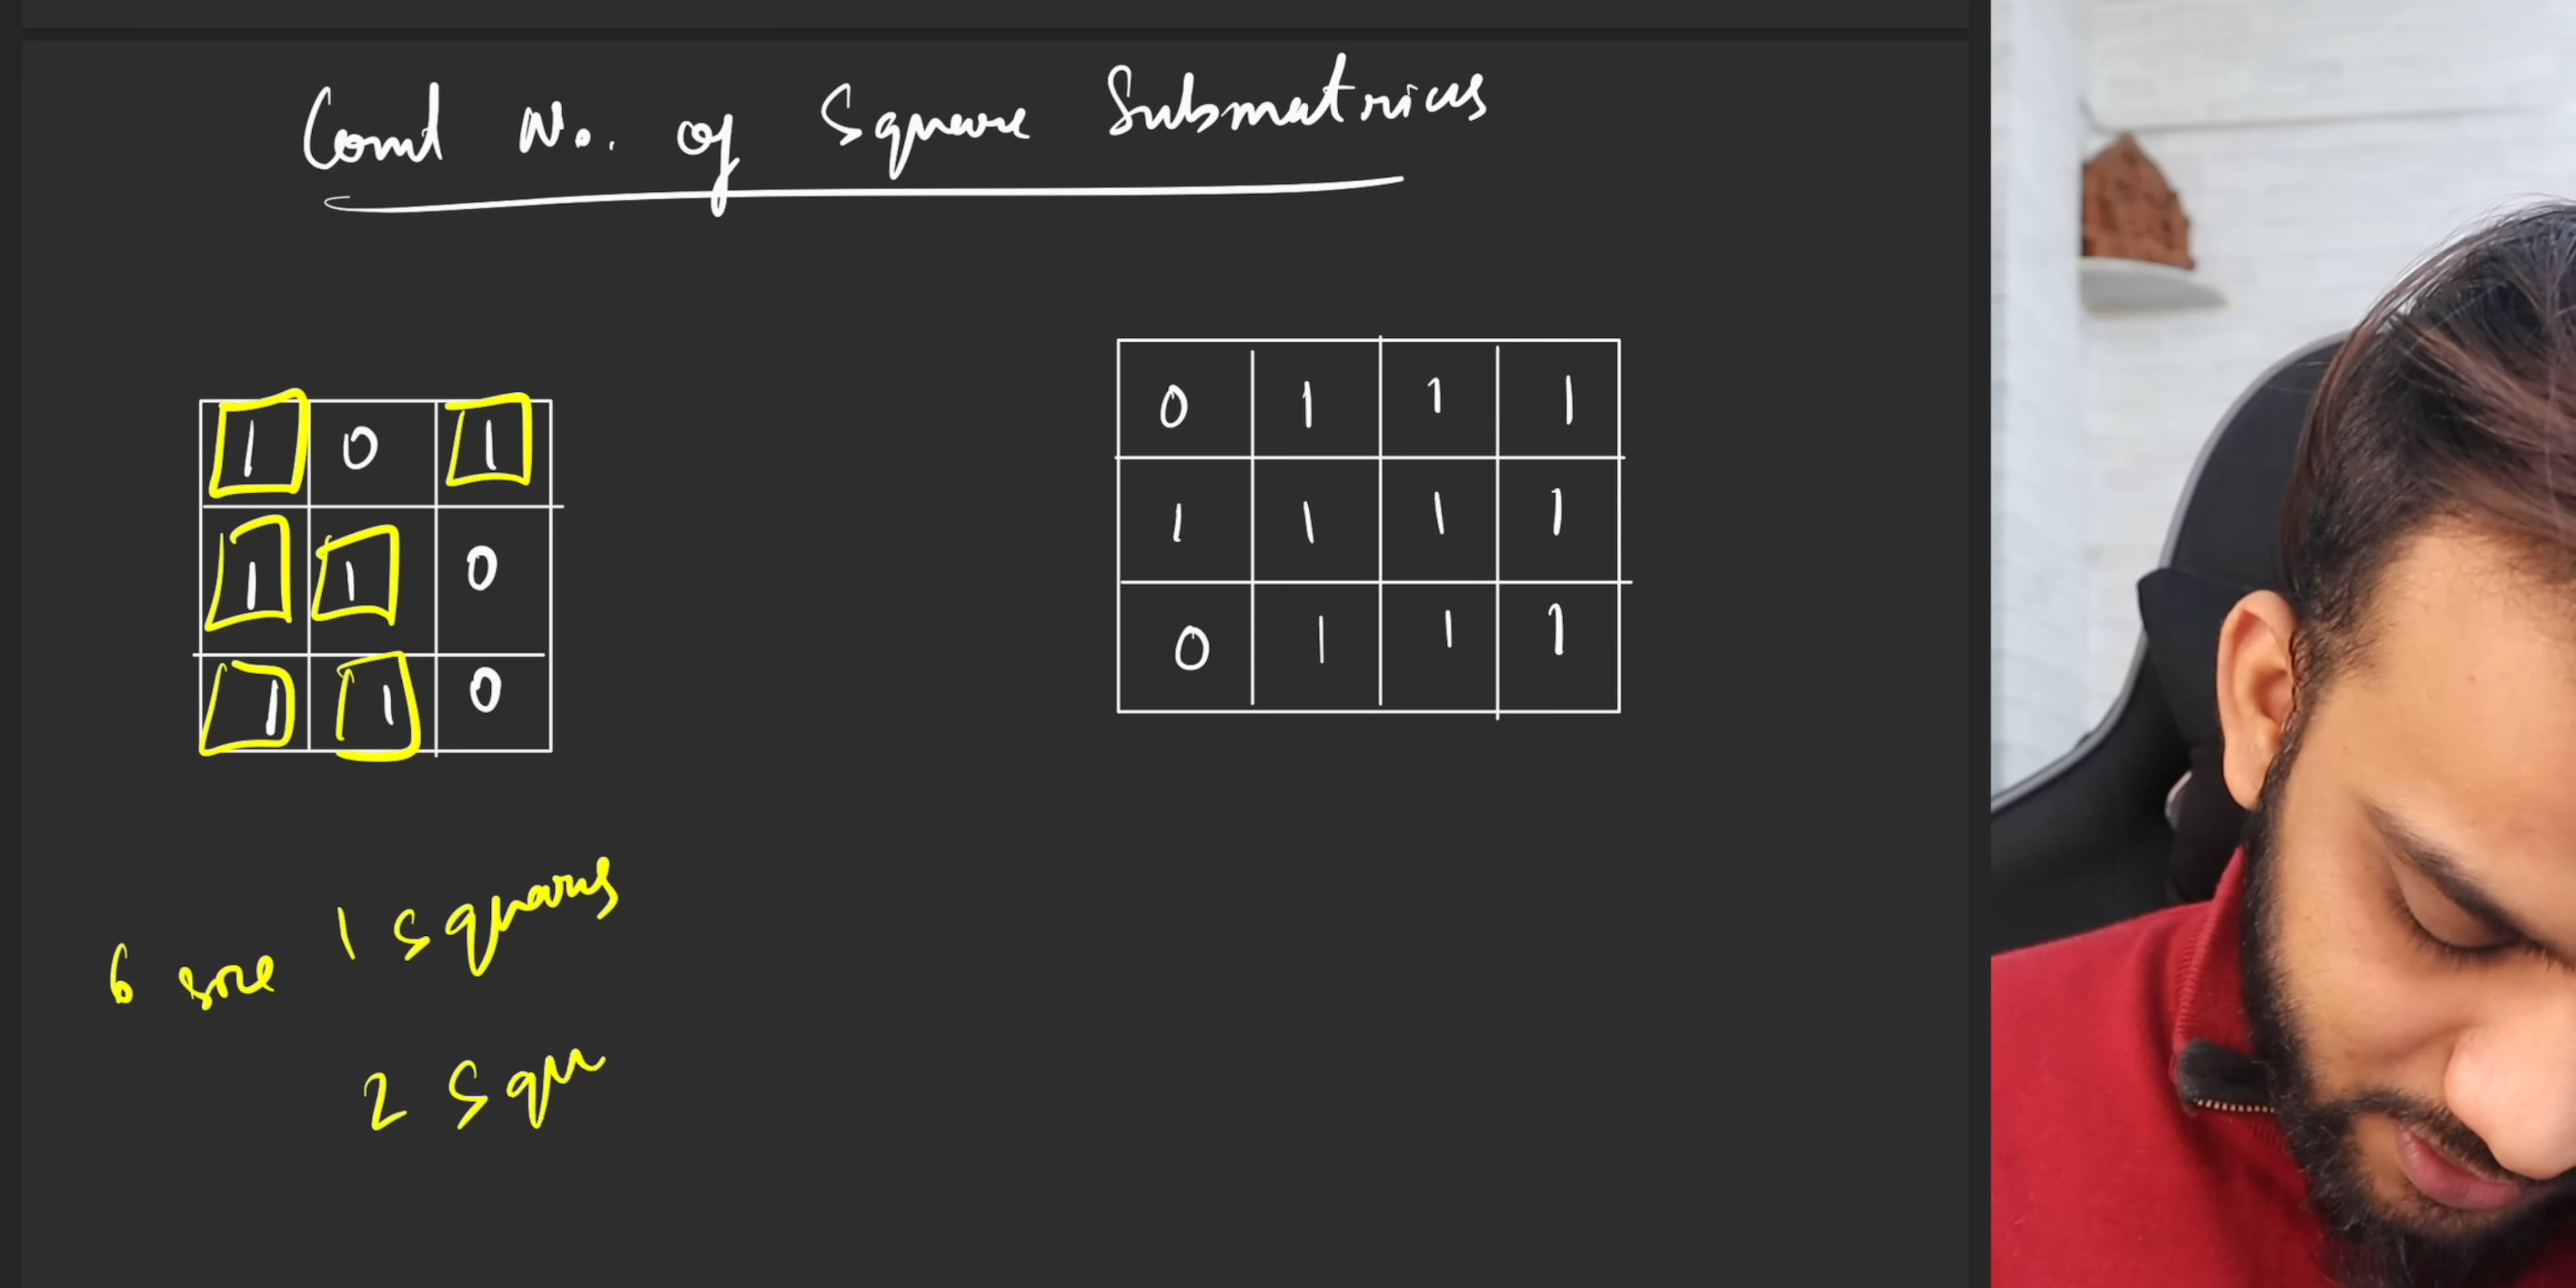 Count No. of Square Submatrices
1 0 1
1 1 0
1 1 0
0 1 1 1
1 1 1 1
0 1 1 1
6 size 1 squares
2 squ